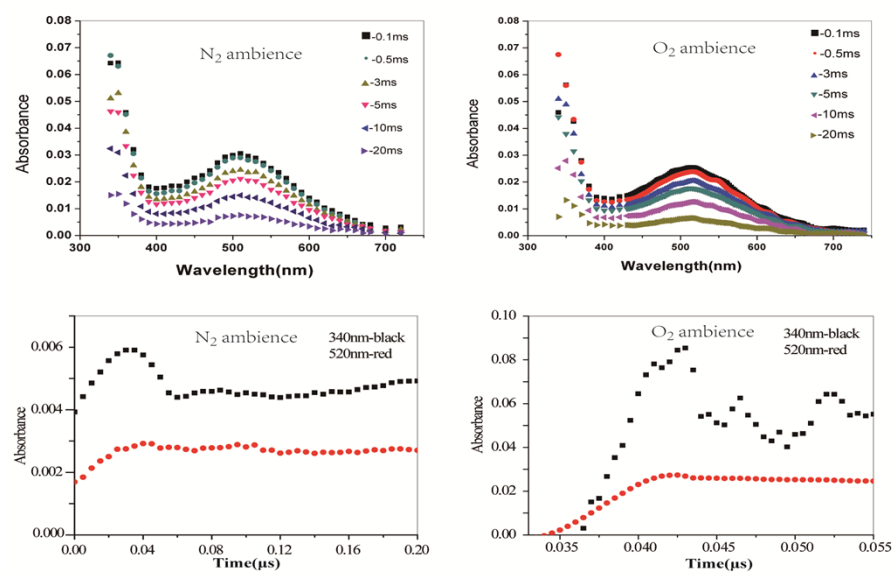 N2 ambience
-0.1ms
-0.5ms
-3ms
-5ms
-10ms
-20ms
0.08
0.07
0.06
0.05
0.04
0.03
0.02
0.01
0.00
300
400
500
600
700
Absorbance
Wavelength(nm)
O2 ambience
-0.1ms
-0.5ms
-3ms
-5ms
-10ms
-20ms
0.08
0.07
0.06
0.05
0.04
0.03
0.02
0.01
0.00
300
400
500
600
700
Absorbance
Wavelength(nm)
N2 ambience
340nm-black
520nm-red
0.006
0.004
0.002
0.000
0.00
0.04
0.08
0.12
0.16
0.20
Absorbance
Time(μs)
O2 ambience
340nm-black
520nm-red
0.10
0.08
0.06
0.04
0.02
0.00
0.035
0.040
0.045
0.050
0.055
Absorbance
Time(μs)